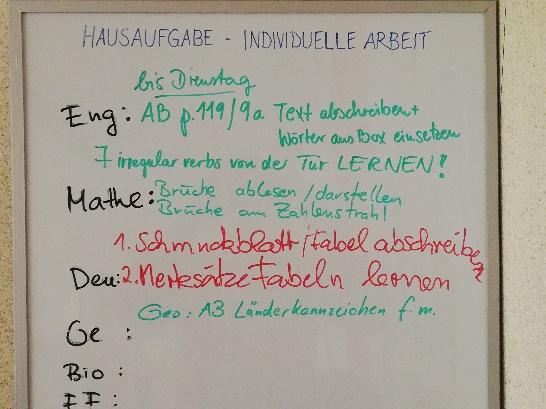 HAUSAUFGABE - INDIVIDUELLE ARBEIT
bis Dienstag
Eng: AB p.119/9a Text abschreiben +
Wörter aus Box einsetzen
7 irregular verbs von der Tür LERNEN!
Mathe: Brüche ablesen/darstellen
Brüche am Zahlenstrahl
1. Schmuckblatt/Fabel abschreiben
Deu: 2. Merksätze Fabeln lernen
Geo: AB Länderkennzeichen f.m.
Ge :
Bio :